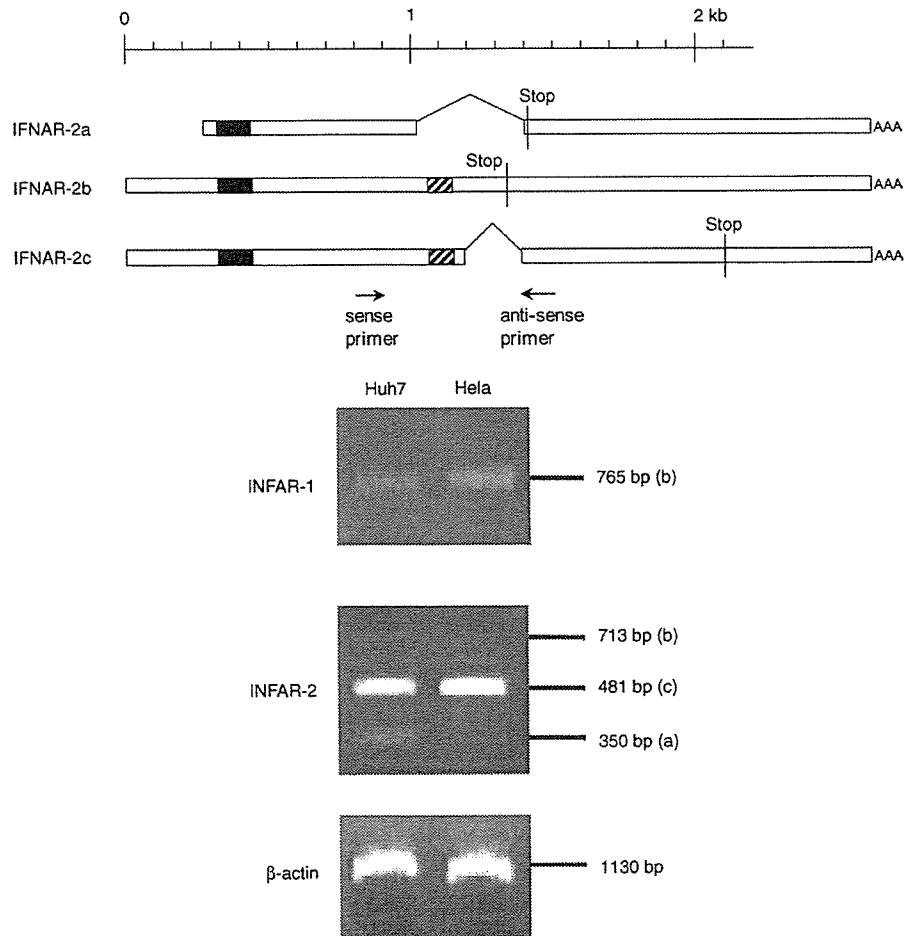 0 1 2 kb
Stop
IFNAR-2a AAA
Stop
IFNAR-2b AAA
Stop
IFNAR-2c AAA
sense primer
anti-sense primer
Huh7 Hela
INFAR-1 765 bp (b)
713 bp (b)
INFAR-2 481 bp (c)
350 bp (a)
β-actin 1130 bp